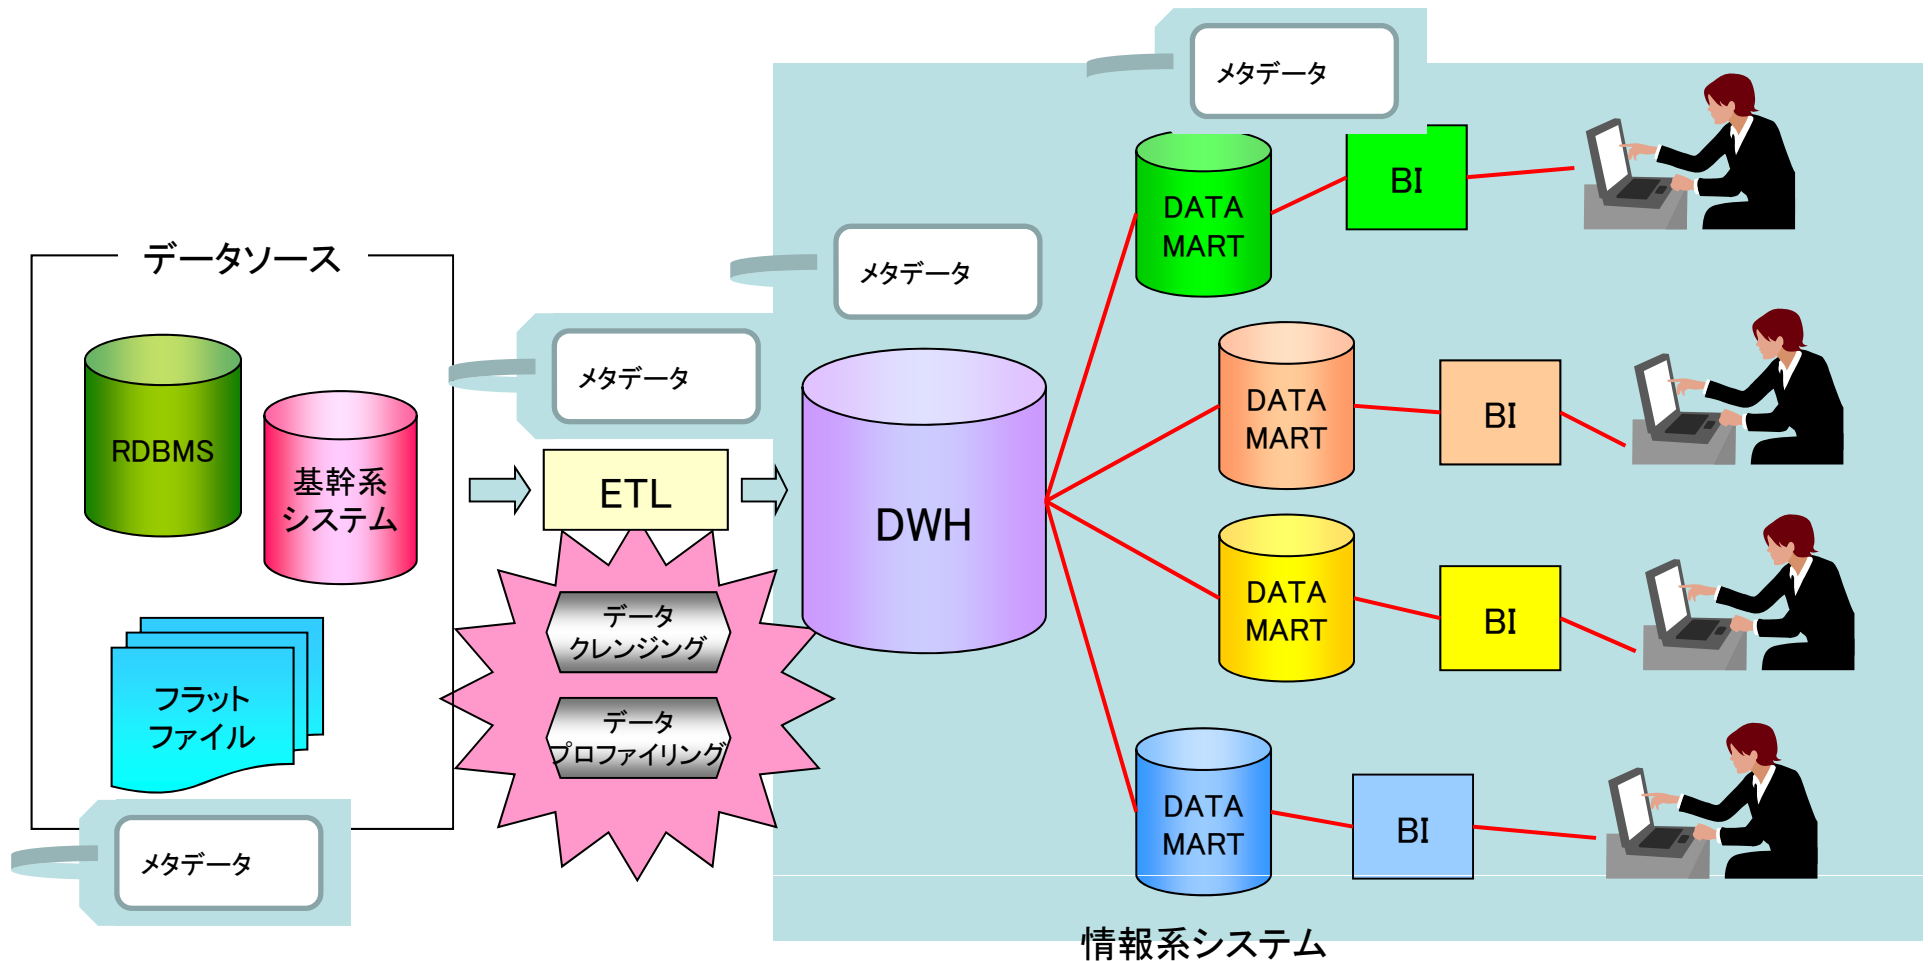 メタデータ
データソース
メタデータ
メタデータ
RDBMS
基幹系
システム
フラット
ファイル
メタデータ
ETL
データ
クレンジング
データ
プロファイリング
DWH
DATA
MART
BI
DATA
MART
BI
DATA
MART
BI
DATA
MART
BI
情報系システム